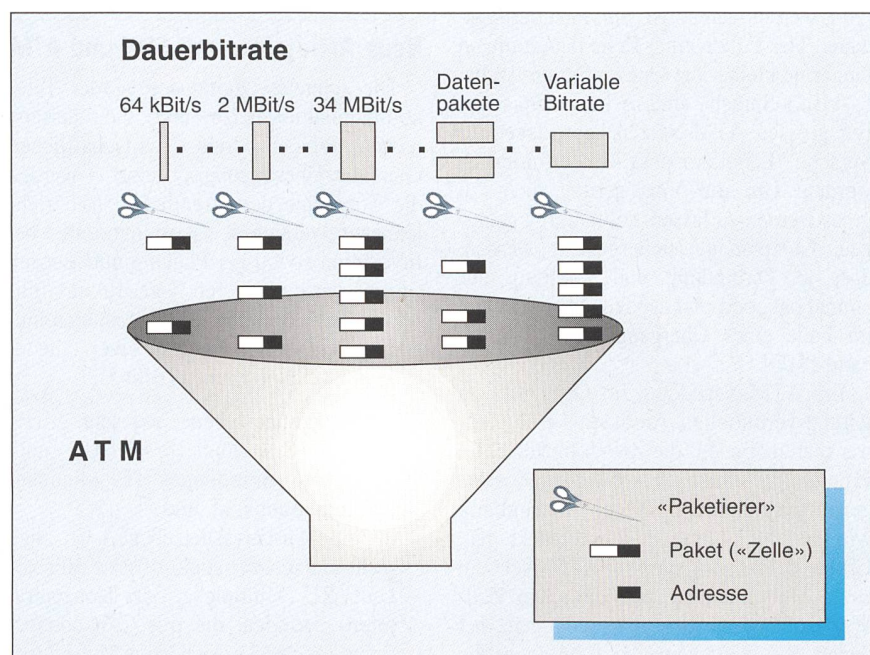 Dauerbitrate
64 kBit/s 2 MBit/s 34 MBit/s Daten-
pakete Variable
Bitrate
ATM
«Paketierer»
Paket («Zelle»)
Adresse